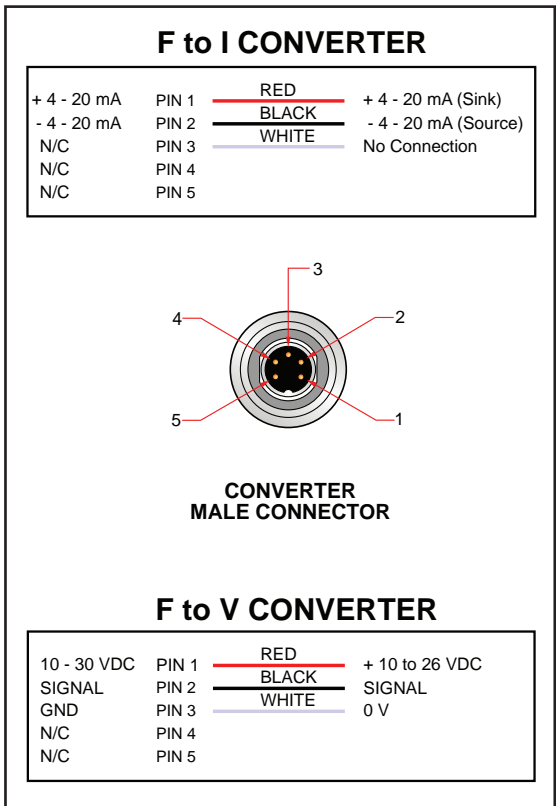 F to I CONVERTER
RED
+ 4 - 20 mA PIN 1 + 4 - 20 mA (Sink)
BLACK
- 4 - 20 mA PIN 2 - 4 - 20 mA (Source)
WHITE
N/C PIN 3 No Connection
N/C PIN 4
N/C PIN 5
3
4 2
5 1
CONVERTER
MALE CONNECTOR
F to V CONVERTER
RED
10 - 30 VDC PIN 1 + 10 to 26 VDC
BLACK
SIGNAL PIN 2 SIGNAL
WHITE
GND PIN 3 0 V
N/C PIN 4
N/C PIN 5